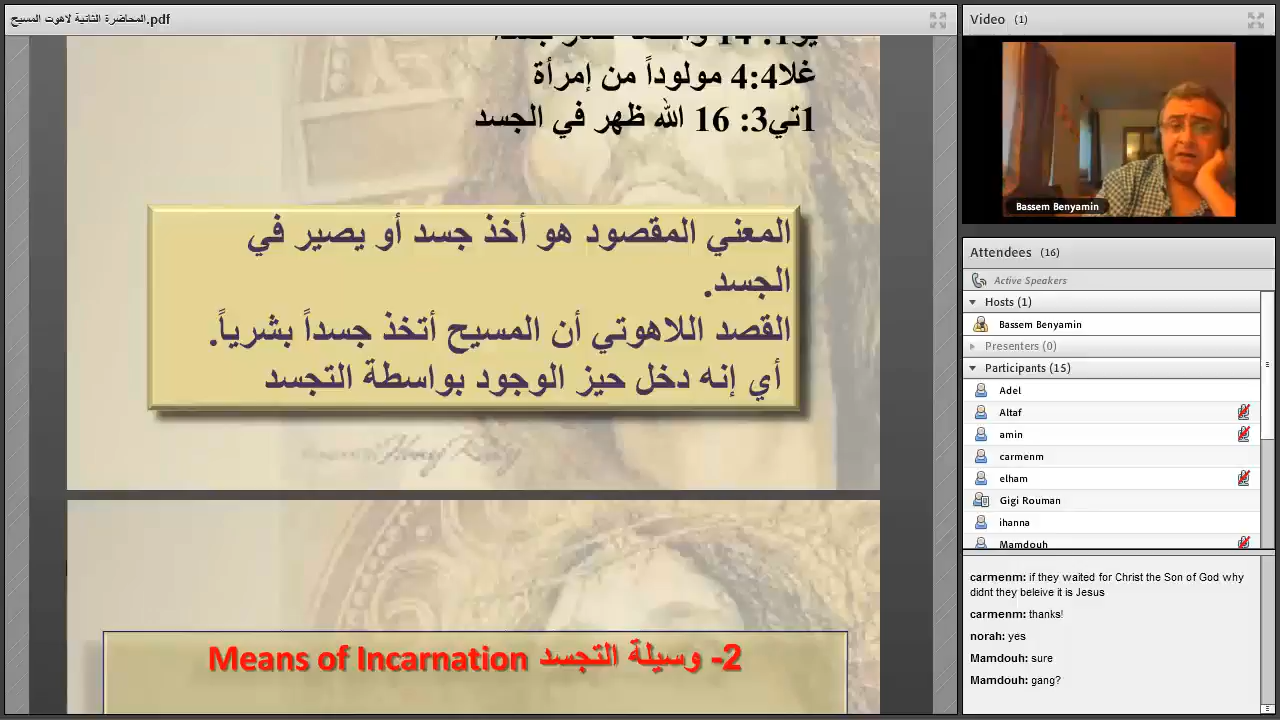 المحاضرة الثانية لاهوت المسيح.pdf
يو1: 14
غلا4:4 مولوداً من إمرأة
1تي3: 16 الله ظهر في الجسد
المعني المقصود هو أخذ جسد أو يصير في
الجسد.
القصد اللاهوتي أن المسيح أتخذ جسداً بشرياً.
أي إنه دخل حيز الوجود بواسطة التجسد
2- وسيلة التجسد Means of Incarnation
Video (1)
Bassem Benyamin
Attendees (16)
Active Speakers
Hosts (1)
Bassem Benyamin
Presenters (0)
Participants (15)
Adel
Altaf
amin
carmenm
elham
Gigi Rouman
ihanna
Mamdouh
carmenm: if they waited for Christ the Son of God why
didnt they beleive it is Jesus
carmenm: thanks!
norah: yes
Mamdouh: sure
Mamdouh: gang?